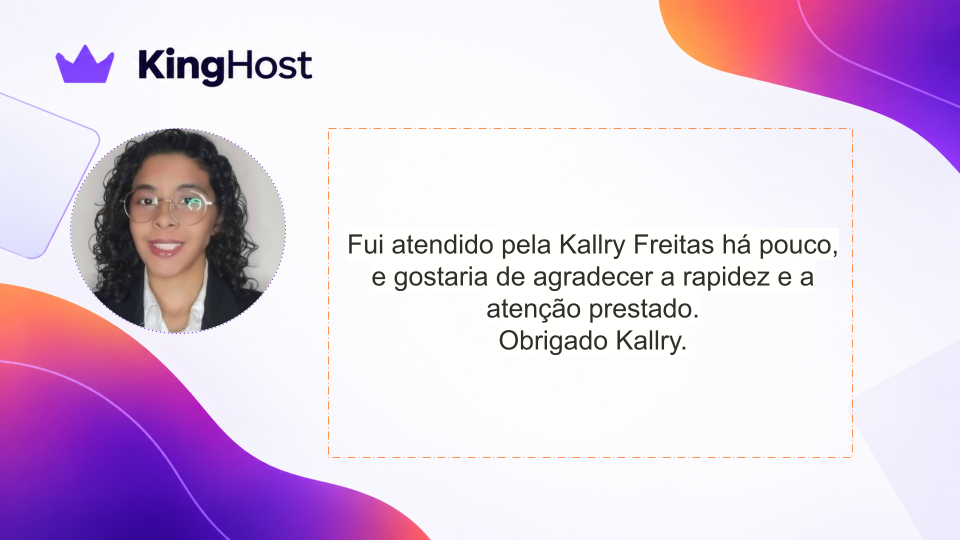 KingHost
Fui atendido pela Kallry Freitas há pouco,
e gostaria de agradecer a rapidez e a
atenção prestado.
Obrigado Kallry.